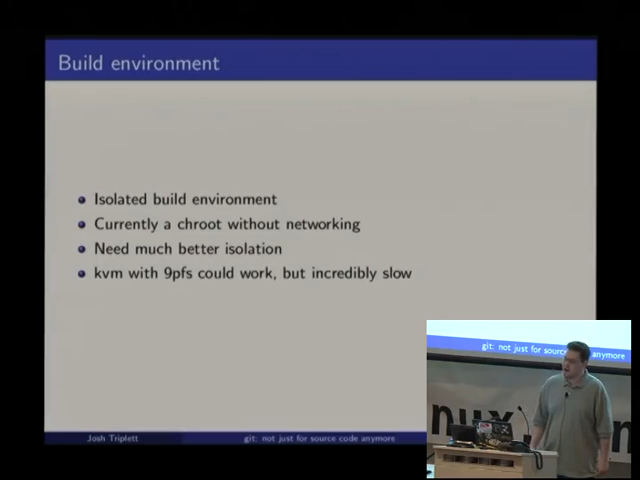 Build environment
Isolated build environment
Currently a chroot without networking
Need much better isolation
kvm with 9pfs could work, but incredibly slow
git: not just for source anymore
nux
Josh Triplett
git: not just for source code anymore